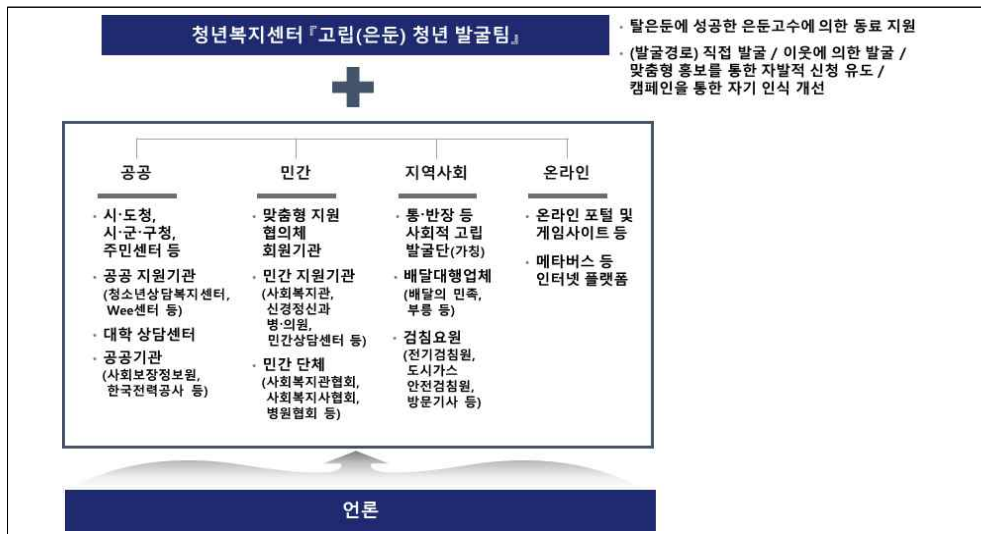 청년복지센터『고립(은둔) 청년 발굴팀』
· 탈은둔에 성공한 은둔고수에 의한 동료 지원
· (발굴경로) 직접 발굴 / 이웃에 의한 발굴 /
맞춤형 홍보를 통한 자발적 신청 유도 /
캠페인을 통한 자기 인식 개선
공공
· 시·도청,
시·군·구청,
주민센터 등
· 공공 지원기관
(청소년상담복지센터,
Wee센터 등)
· 대학 상담센터
· 공공기관
(사회보장정보원,
한국전력공사 등)
민간
· 맞춤형 지원
협의체
회원기관
· 민간 지원기관
(사회복지관,
신경정신과
병·의원,
민간상담센터 등)
· 민간 단체
(사회복지관협회,
사회복지사협회,
병원협회 등)
지역사회
· 통·반장 등
사회적 고립
발굴단(가칭)
· 배달대행업체
(배달의 민족,
부릉 등)
· 검침요원
(전기검침원,
도시가스
안전검침원,
방문기사 등)
온라인
· 온라인 포털 및
게임사이트 등
· 메타버스 등
인터넷 플랫폼
언론